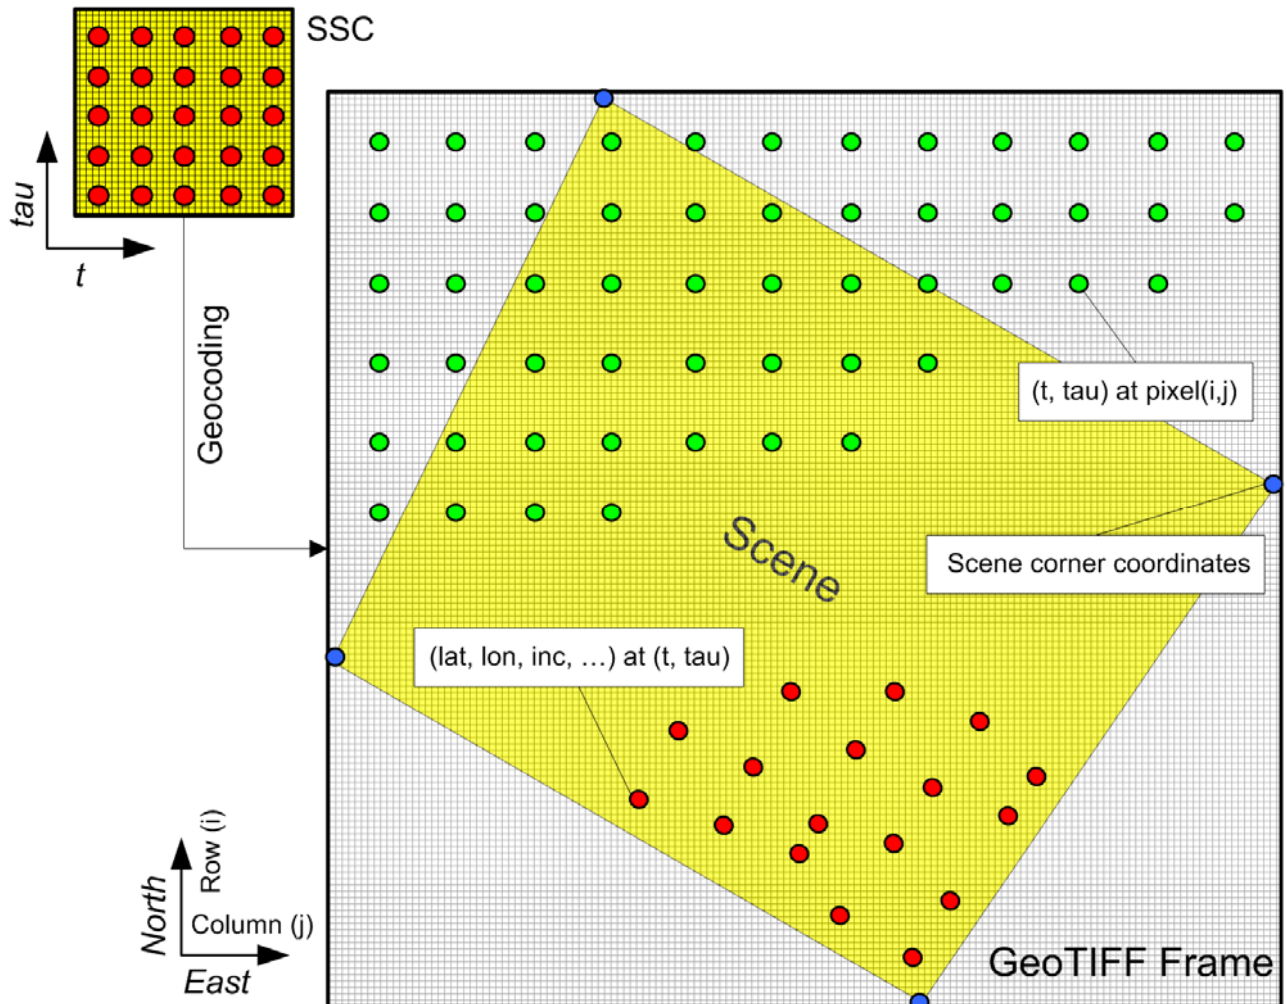 SSC
tau
t
Geocoding
(t, tau) at pixel(i,j)
Scene corner coordinates
Scene
(lat, lon, inc, …) at (t, tau)
North
Row (i)
Column (j)
East
GeoTIFF Frame